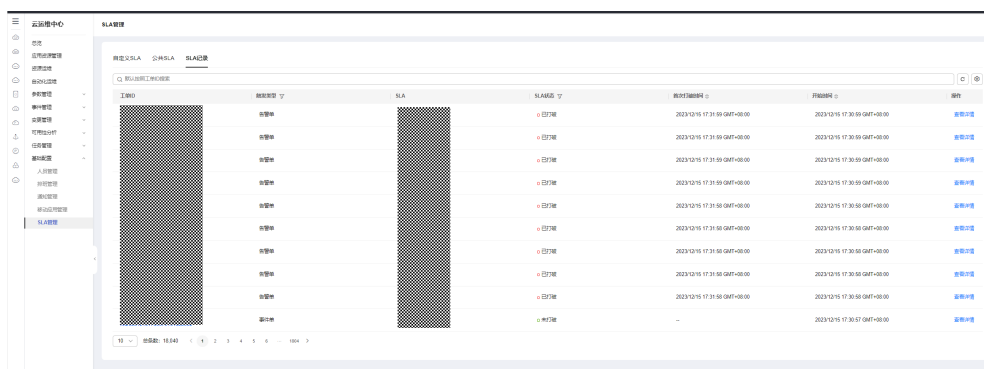 云运维中心
SLA管理
总览
应用资源管理
资源运维
自动化运维
参数管理
事件管理
变更管理
可用性分析
任务管理
基础配置
人员管理
排班管理
通知管理
移动应用管理
SLA管理
自定义SLA 公共SLA SLA记录
默认按照工单ID搜索
工单ID 触发类型 SLA SLA状态 首次打破时间 开始时间 操作
告警单 已打破 2023/12/15 17:31:59 GMT+08:00 2023/12/15 17:30:59 GMT+08:00 查看详情
告警单 已打破 2023/12/15 17:31:59 GMT+08:00 2023/12/15 17:30:59 GMT+08:00 查看详情
告警单 已打破 2023/12/15 17:31:59 GMT+08:00 2023/12/15 17:30:59 GMT+08:00 查看详情
告警单 已打破 2023/12/15 17:31:59 GMT+08:00 2023/12/15 17:30:59 GMT+08:00 查看详情
告警单 已打破 2023/12/15 17:31:58 GMT+08:00 2023/12/15 17:30:58 GMT+08:00 查看详情
告警单 已打破 2023/12/15 17:31:58 GMT+08:00 2023/12/15 17:30:58 GMT+08:00 查看详情
告警单 已打破 2023/12/15 17:31:58 GMT+08:00 2023/12/15 17:30:58 GMT+08:00 查看详情
告警单 已打破 2023/12/15 17:31:58 GMT+08:00 2023/12/15 17:30:58 GMT+08:00 查看详情
告警单 已打破 2023/12/15 17:31:58 GMT+08:00 2023/12/15 17:30:58 GMT+08:00 查看详情
事件单 未打破 -- 2023/12/15 17:30:57 GMT+08:00 查看详情
10 总条数: 10,040 < 1 2 3 4 5 6 ... 1004 >